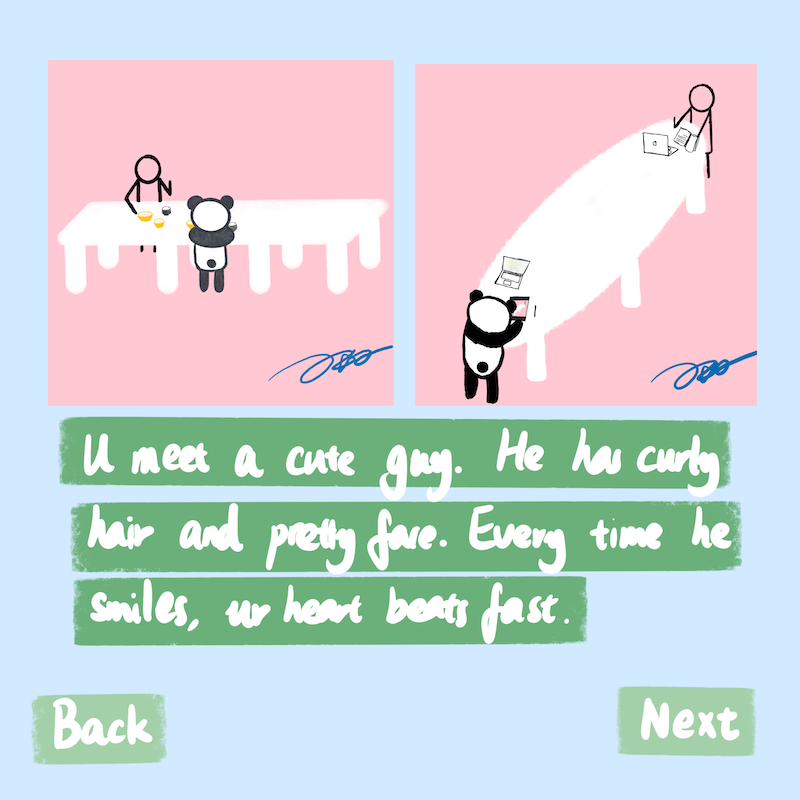 U meet a cute guy. He has curly
hair and pretty face. Every time he
smiles, ur heart beats fast.
Back
Next